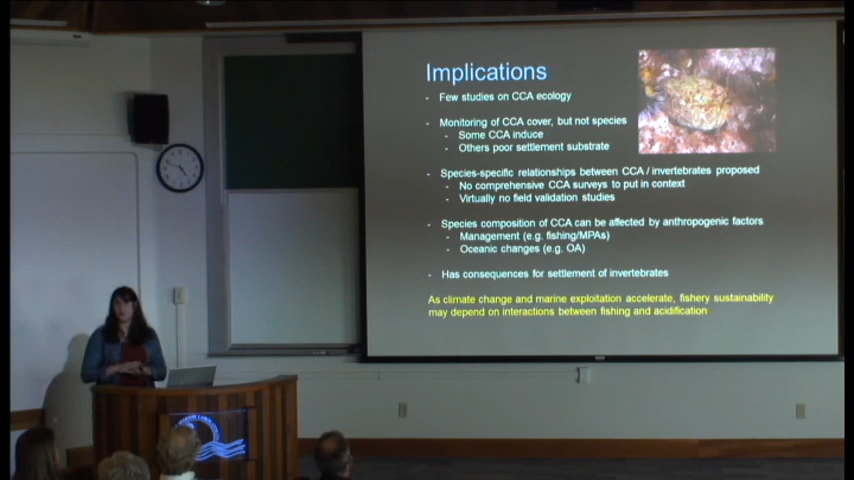 Implications
- Few studies on CCA ecology
- Monitoring of CCA cover, but not species
- Some CCA induce
- Others poor settlement substrate
- Species-specific relationships between CCA / invertebrates proposed
- No comprehensive CCA surveys to put in context
- Virtually no field validation studies
- Species composition of CCA can be affected by anthropogenic factors
- Management (e.g. fishing/MPAs)
- Oceanic changes (e.g. OA)
- Has consequences for settlement of invertebrates
As climate change and marine exploitation accelerate, fishery sustainability
may depend on interactions between fishing and acidification